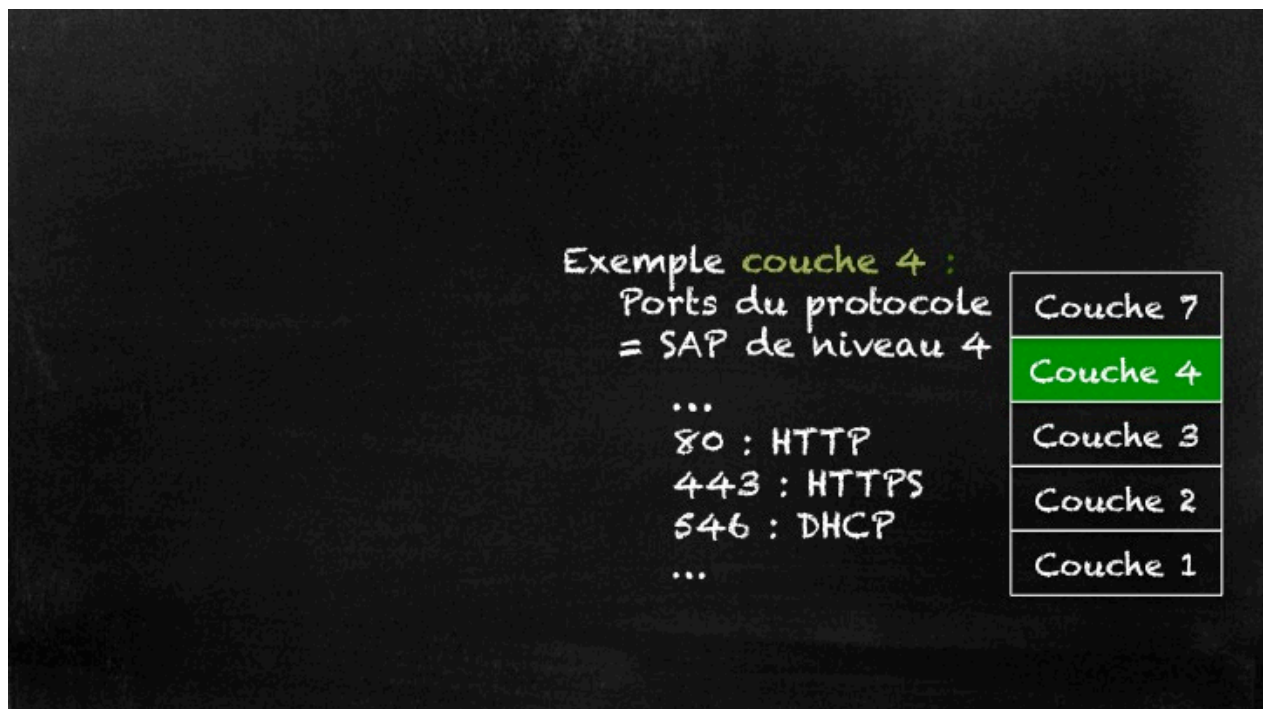 Exemple couche 4 :
Ports du protocole
= SAP de niveau 4
...
80 : HTTP
443 : HTTPS
546 : DHCP
...
Couche 7
Couche 4
Couche 3
Couche 2
Couche 1